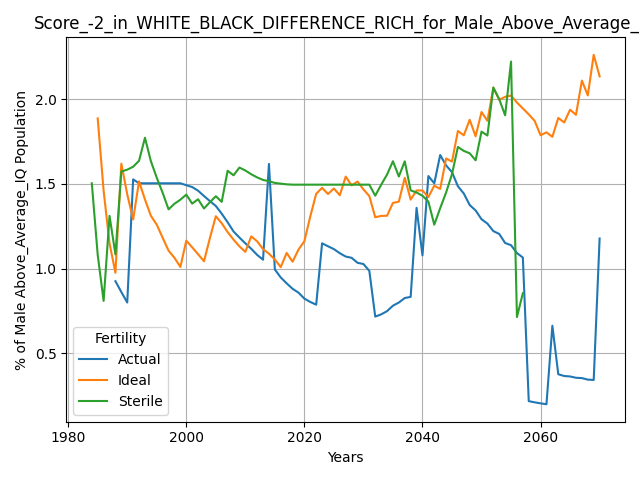 Score_-2_in_WHITE_BLACK_DIFFERENCE_RICH_for_Male_Above_Average_
% of Male Above_Average_IQ Population
2.0
1.5
1.0
0.5
Fertility
Actual
Ideal
Sterile
1980
2000
2020
2040
2060
Years